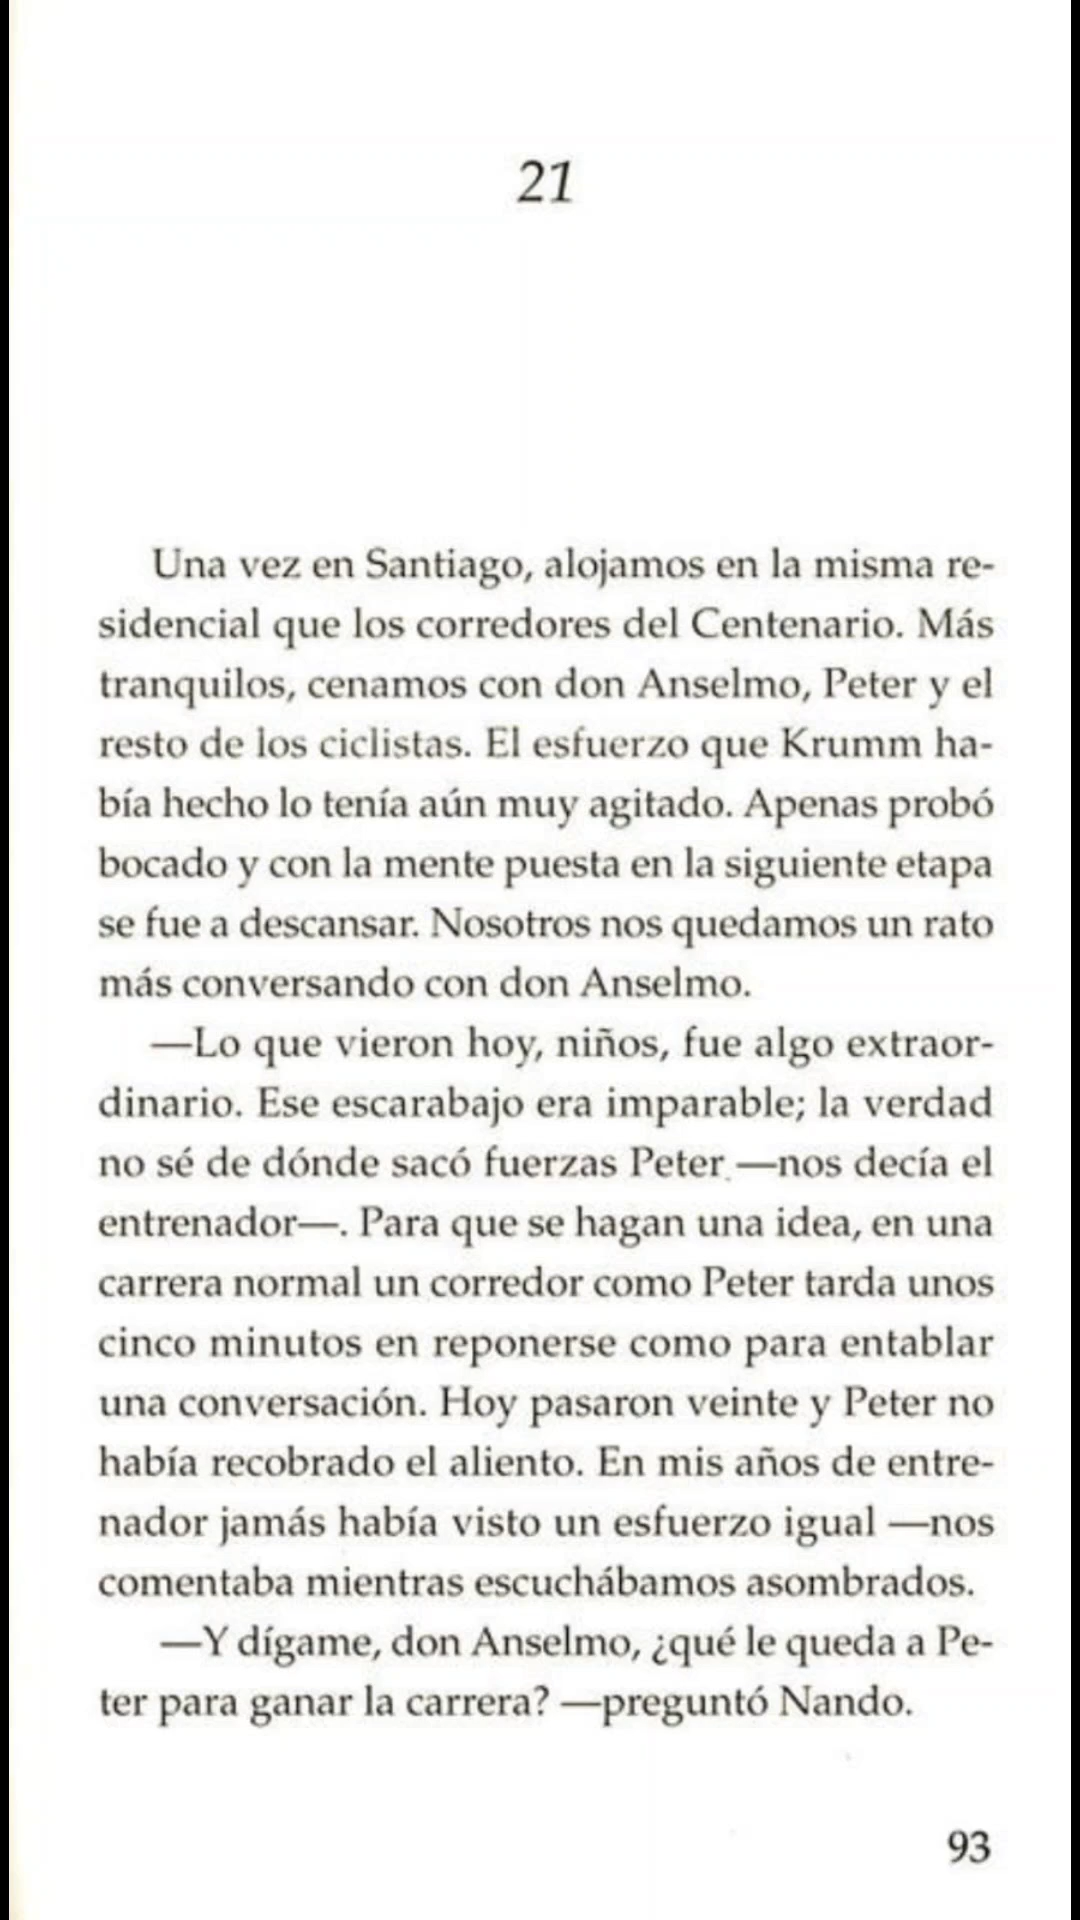 21
Una vez en Santiago, alojamos en la misma re-
sidencial que los corredores del Centenario. Más
tranquilos, cenamos con don Anselmo, Peter y el
resto de los ciclistas. El esfuerzo que Krumm ha-
bía hecho lo tenía aún muy agitado. Apenas probó
bocado y con la mente puesta en la siguiente etapa
se fue a descansar. Nosotros nos quedamos un rato
más conversando con don Anselmo.
—Lo que vieron hoy, niños, fue algo extraor-
dinario. Ese escarabajo era imparable; la verdad
no sé de dónde sacó fuerzas Peter —nos decía el
entrenador—. Para que se hagan una idea, en una
carrera normal un corredor como Peter tarda unos
cinco minutos en reponerse como para entablar
una conversación. Hoy pasaron veinte y Peter no
había recobrado el aliento. En mis años de entre-
nador jamás había visto un esfuerzo igual —nos
comentaba mientras escuchábamos asombrados.
—Y dígame, don Anselmo, ¿qué le queda a Pe-
ter para ganar la carrera? —preguntó Nando.
93